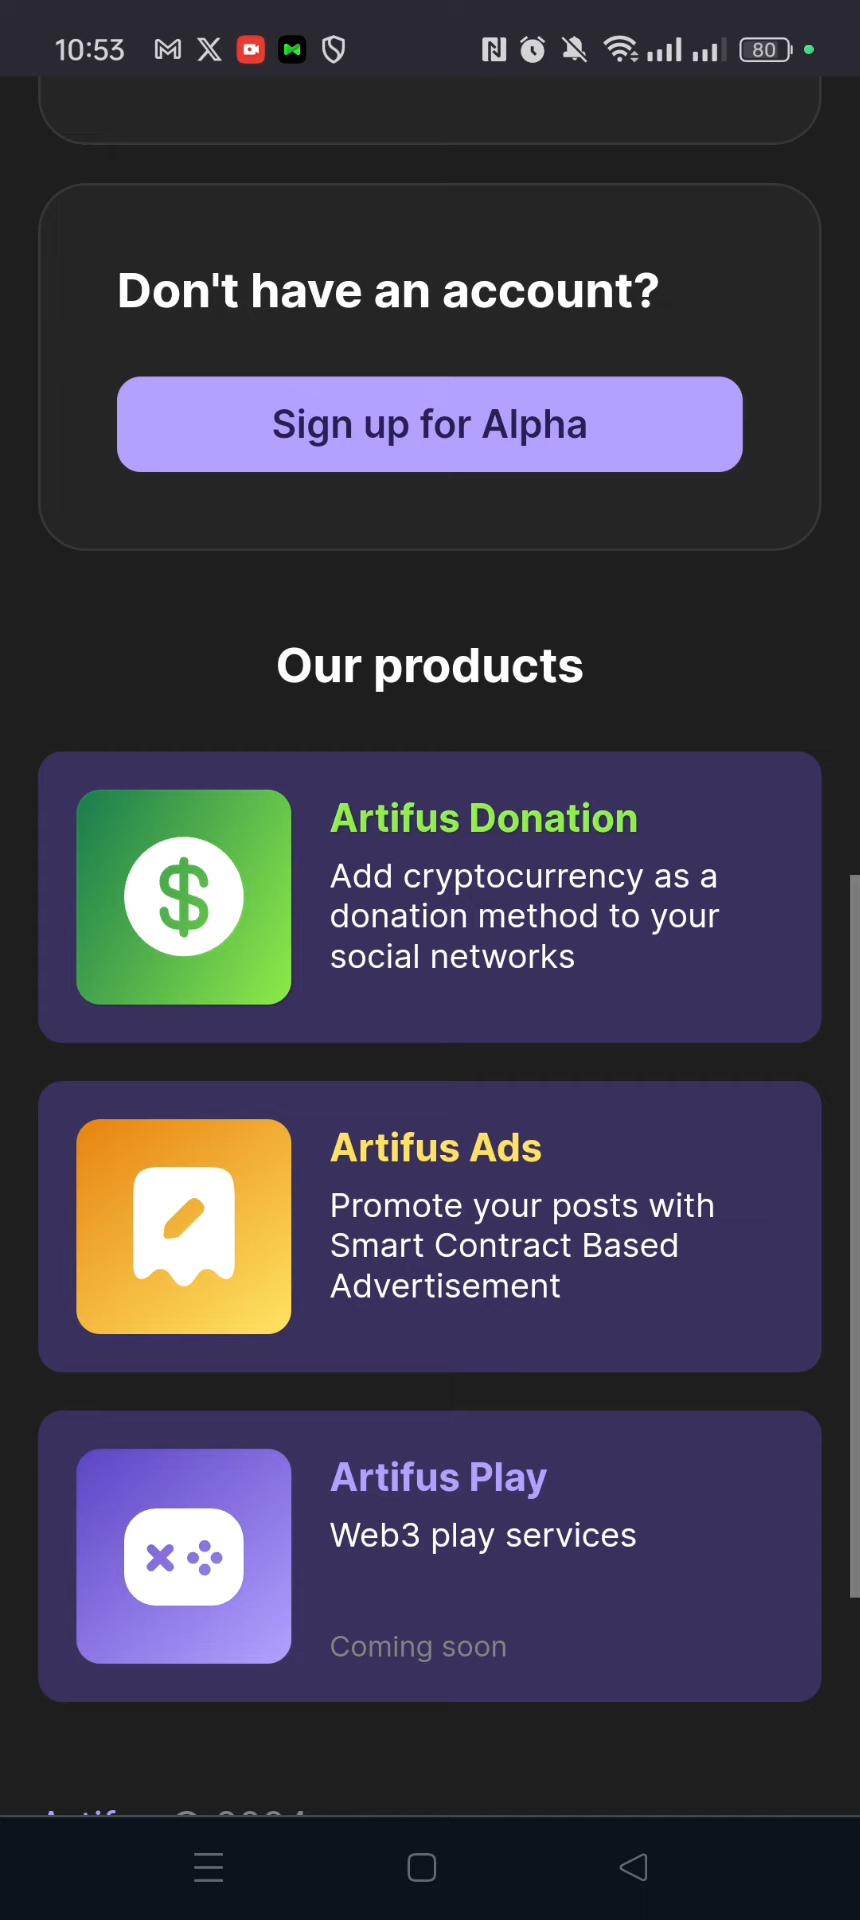 10:53
80
Don't have an account?
Sign up for Alpha
Our products
Artifus Donation
Add cryptocurrency as a
donation method to your
social networks
Artifus Ads
Promote your posts with
Smart Contract Based
Advertisement
Artifus Play
Web3 play services
Coming soon